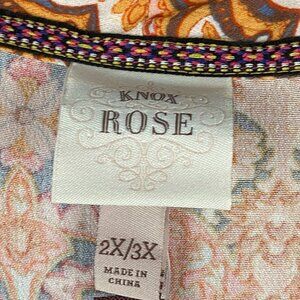 KNOX
ROSE
2X/3X
MADE IN
CHINA